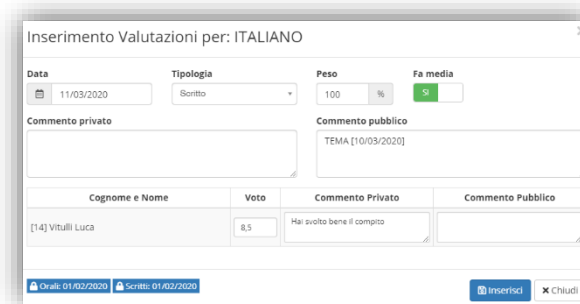 Inserimento Valutazioni per: ITALIANO
Data Tipologia Peso Fa media
11/03/2020 Scritto 100 % SI
Commento privato Commento pubblico
TEMA [10/03/2020]
Cognome e Nome Voto Commento Privato Commento Pubblico
[14] Vitulli Luca 8,5 Hai svolto bene il compito
Orali: 01/02/2020 Scritti: 01/02/2020 Inserisci x Chiudi